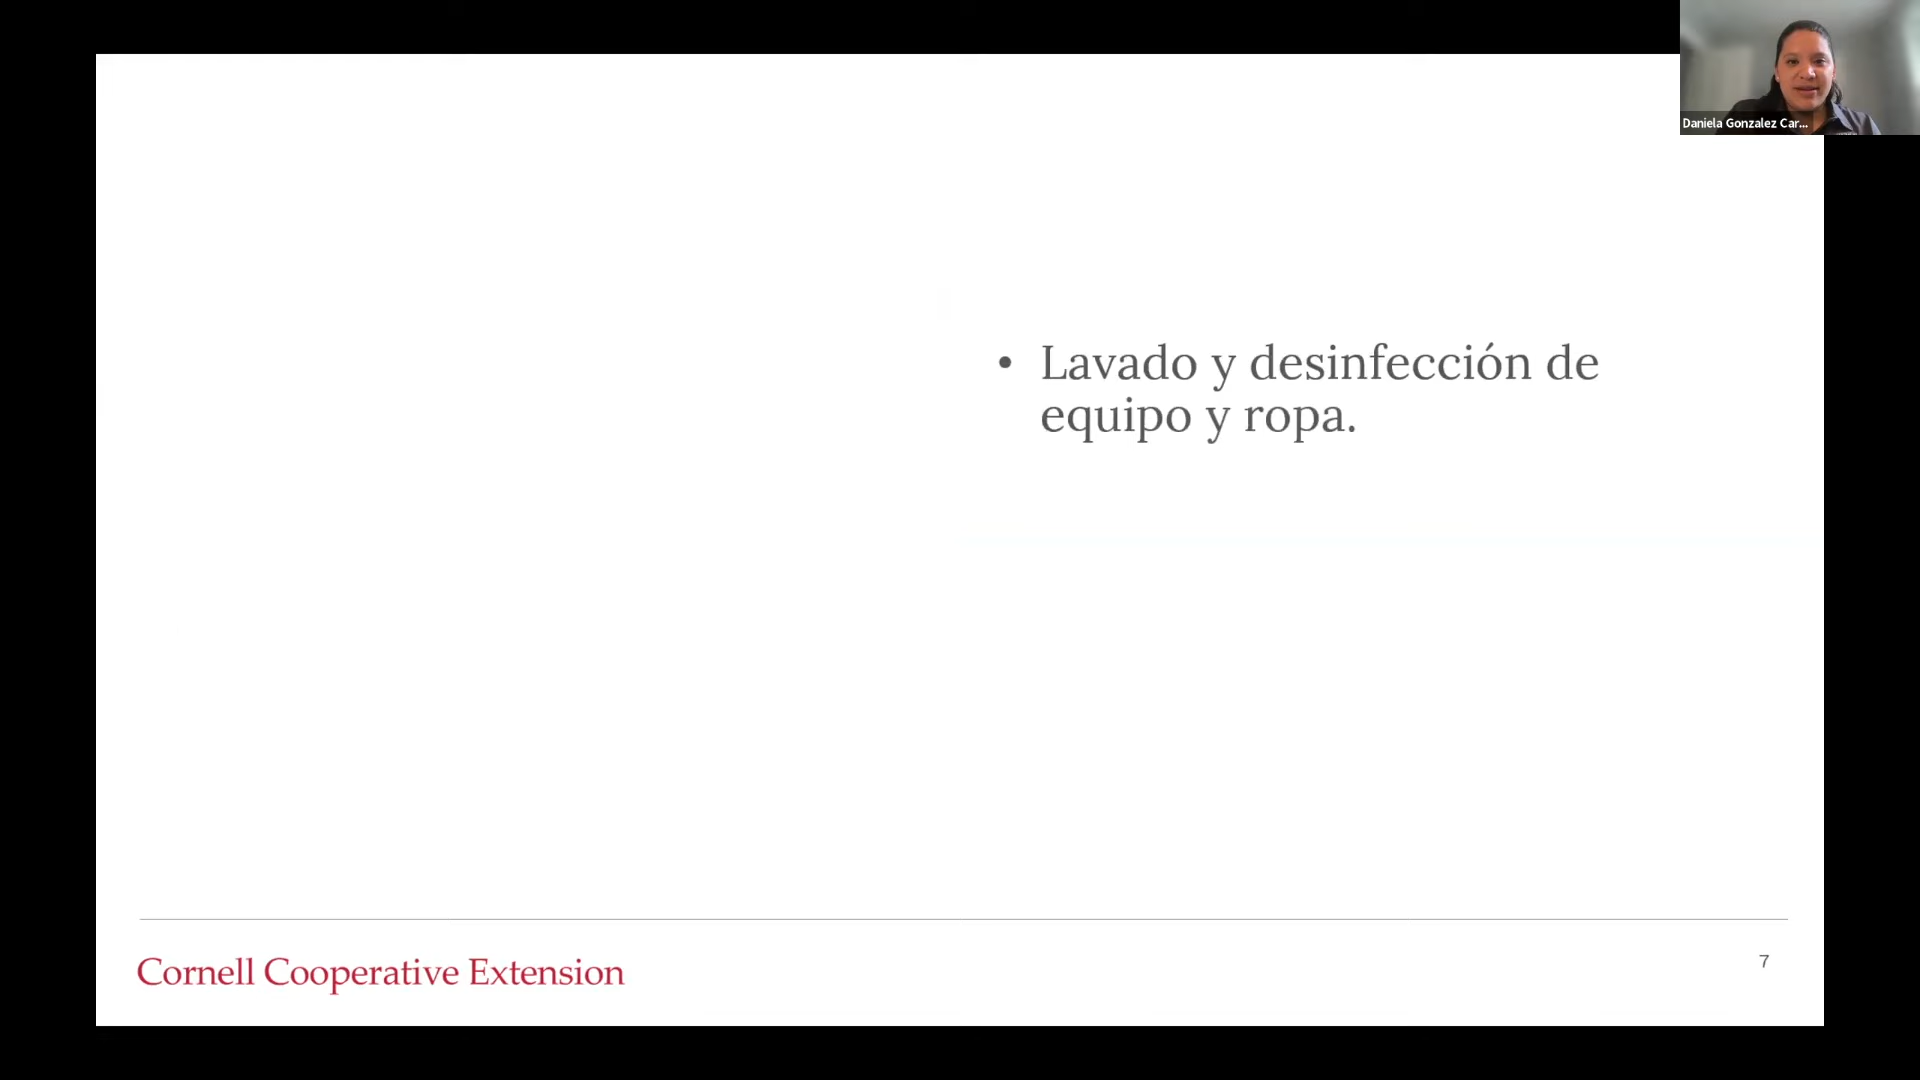 Daniela Gonzalez Car...
• Lavado y desinfección de
equipo y ropa.
Cornell Cooperative Extension
7